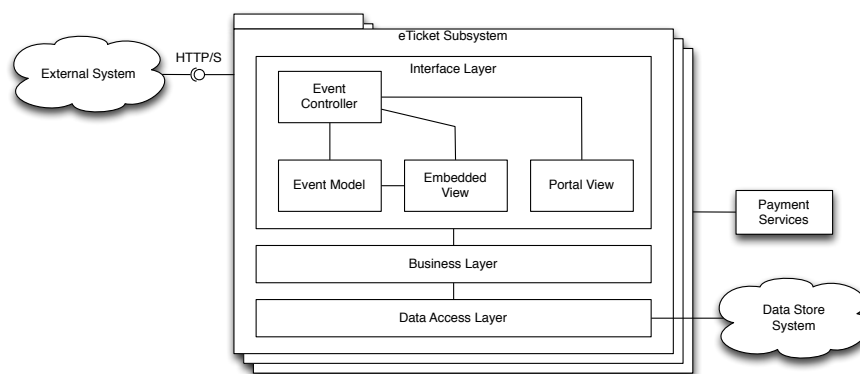 eTicket Subsystem
HTTP/S
External System
Interface Layer
Event
Controller
Event Model
Embedded
View
Portal View
Payment
Services
Business Layer
Data Access Layer
Data Store
System